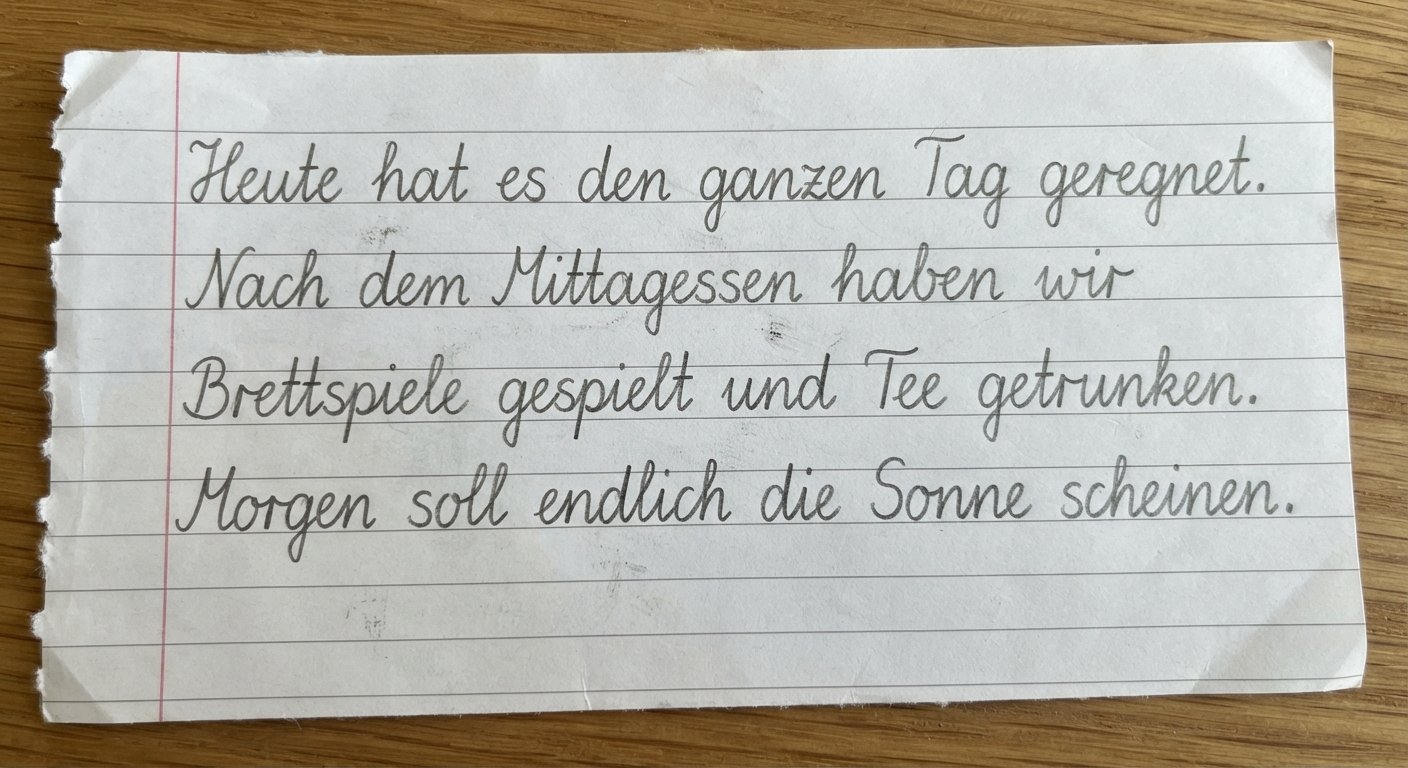 Heute hat es den ganzen Tag geregnet.
Nach dem Mittagessen haben wir
Brettspiele gespielt und Tee getrunken.
Morgen soll endlich die Sonne scheinen.